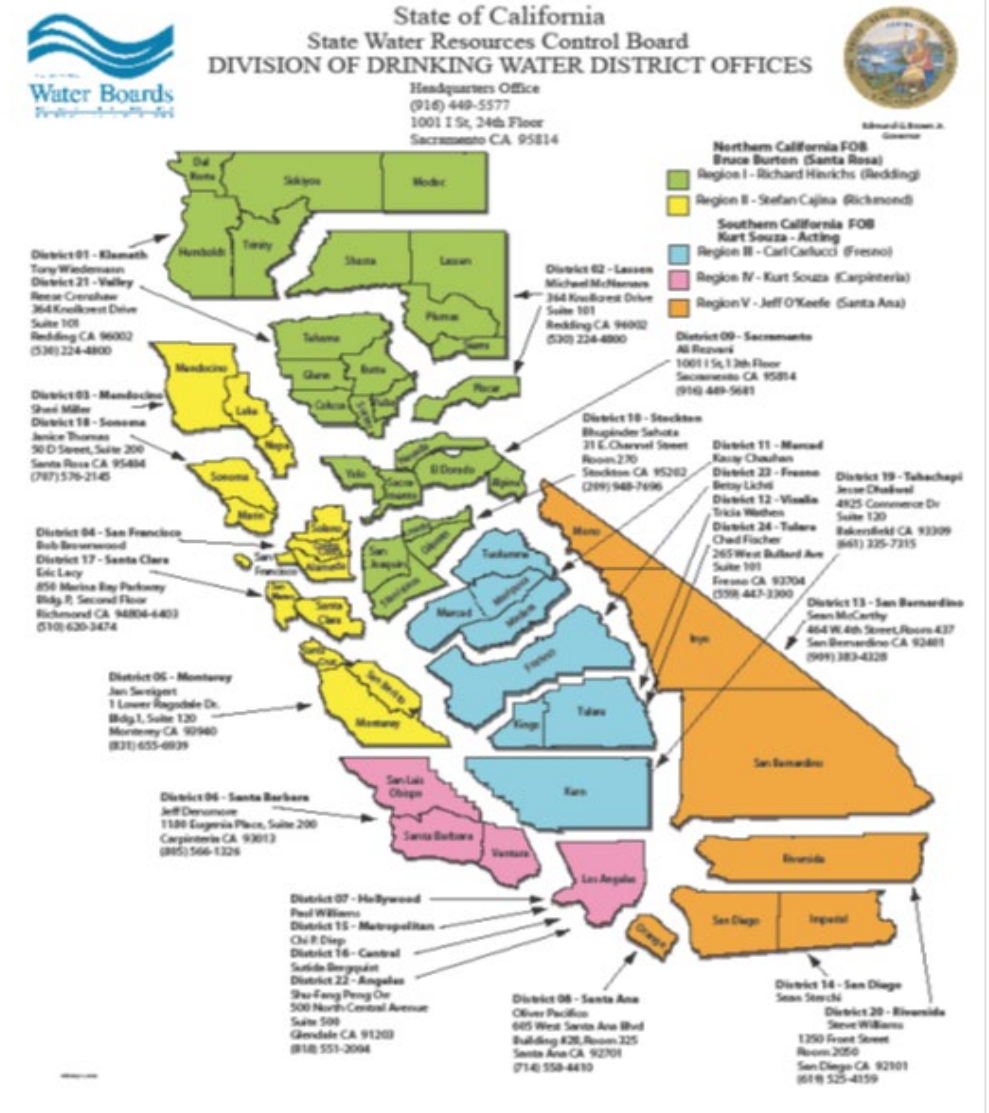 State of California
State Water Resources Control Board
DIVISION OF DRINKING WATER DISTRICT OFFICES
Headquarters Office
(916) 449-5577
1001 I St, 24th Floor
Sacramento CA 95814
Water Boards
Edmund G. Brown Jr.
Governor
Northern California FOB
Bruce Burton (Santa Rosa)
Region I - Richard Hinrichs (Redding)
Region II - Stefan Cajina (Richmond)
Southern California FOB
Kurt Souza - Acting
Region III - Carl Carlucci (Fresno)
Region IV - Kurt Souza (Carpinteria)
Region V - Jeff O'Keefe (Santa Ana)
Del
Norte
Siskiyou
Modoc
Humboldt
Trinity
Shasta
Lassen
Plumas
Sierra
District 01 - Klamath
Tony Wiedemann
District 21 - Valley
Reese Crenshaw
364 Knollcrest Drive
Suite 101
Redding CA 96002
(530) 224-4800
District 02 - Lassen
Michael McNamara
364 Knollcrest Drive
Suite 101
Redding CA 96002
(530) 224-4800
Tehama
Glenn
Butte
Colusa
Yuba
Placer
District 09 - Sacramento
Ali Rezvani
1001 I St, 13th Floor
Sacramento CA 95814
(916) 449-5681
Mendocino
Lake
Napa
District 03 - Mendocino
Sheri Miller
District 18 - Sonoma
Janice Thomas
50 D Street, Suite 200
Santa Rosa CA 95404
(707) 576-2145
Sonoma
Marin
Nevada
Yolo
Sacra
mento
El Dorado
Alpine
District 10 - Stockton
Bhupinder Sahota
31 E. Channel Street
Room 270
Stockton CA 95202
(209) 948-7696
District 11 - Merced
Kassy Chauhan
District 23 - Fresno
Betsy Lichti
District 12 - Visalia
Tricia Wathen
District 24 - Tulare
Chad Fischer
265 West Bullard Ave
Suite 101
Fresno CA 93704
(559) 447-3300
District 19 - Tehachapi
Jesse Dhaliwal
4925 Commerce Dr
Suite 120
Bakersfield CA 93309
(661) 335-7315
District 04 - San Francisco
Bob Brownwood
District 17 - Santa Clara
Eric Lacy
850 Marina Bay Parkway
Bldg. P, Second Floor
Richmond CA 94804-6403
(510) 620-3474
Solano
Alameda
San
Francisco
San
Mateo
Santa
Clara
San
Joaquin
Stanislaus
Calaveras
Tuolumne
Mariposa
Merced
Madera
Mono
Inyo
District 13 - San Bernardino
Sean McCarthy
464 W. 4th Street, Room 437
San Bernardino CA 92401
(909) 383-4328
Santa
Cruz
San Benito
Monterey
District 05 - Monterey
Jan Sweigert
1 Lower Ragsdale Dr.
Bldg.1, Suite 120
Monterey CA 93940
(831) 655-6939
Fresno
Kings
Tulare
San Bernardino
Kern
San Luis
Obispo
Santa Barbara
Ventura
District 06 - Santa Barbara
Jeff Densmore
1180 Eugenia Place, Suite 200
Carpinteria CA 93013
(805) 566-1326
Los Angeles
Riverside
San Diego
Imperial
Orange
District 07 - Hollywood
Paul Williams
District 15 - Metropolitan
Chi P. Diep
District 16 - Central
Sutida Bergquist
District 22 - Angeles
Shu-Fang Peng Orr
500 North Central Avenue
Suite 500
Glendale CA 91203
(818) 551-2004
District 08 - Santa Ana
Oliver Pacifico
605 West Santa Ana Blvd
Building #28, Room 325
Santa Ana CA 92701
(714) 558-4410
District 14 - San Diego
Sean Sterchi
District 20 - Riverside
Steve Williams
1350 Front Street
Room 2050
San Diego CA 92101
(619) 525-4159